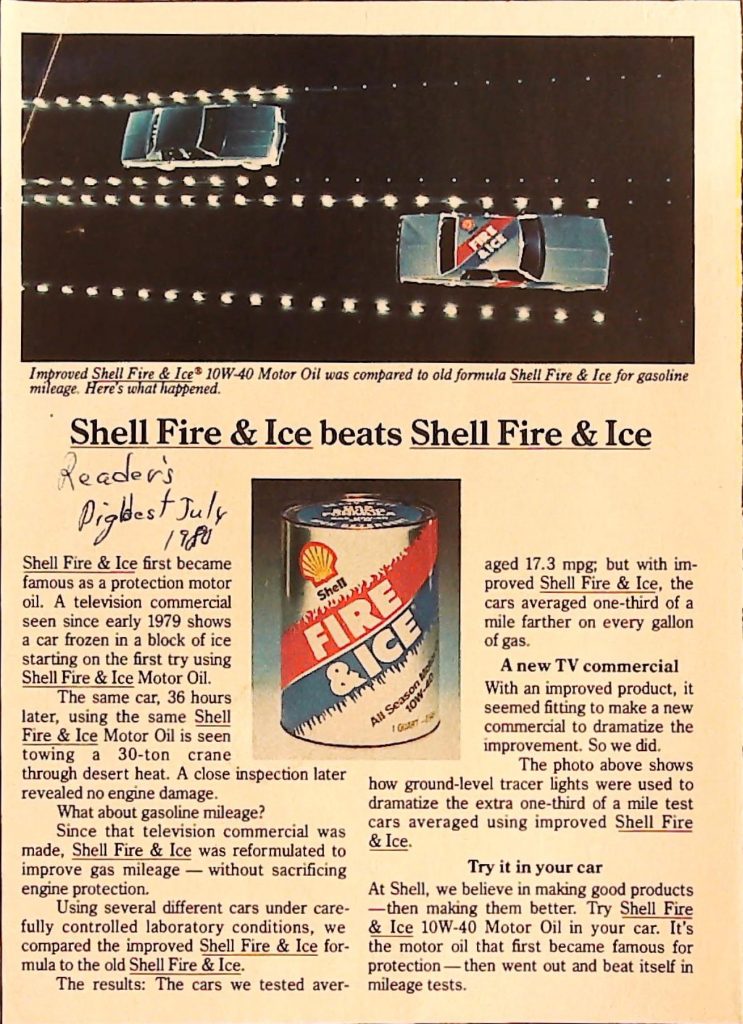 FIRE
& ICE
Improved Shell Fire & Ice® 10W-40 Motor Oil was compared to old formula Shell Fire & Ice for gasoline
mileage. Here's what happened.
Shell Fire & Ice beats Shell Fire & Ice
Reader's
Digest July
1980
Shell Fire & Ice first became
famous as a protection motor
oil. A television commercial
seen since early 1979 shows
a car frozen in a block of ice
starting on the first try using
Shell Fire & Ice Motor Oil.
The same car, 36 hours
later, using the same Shell
Fire & Ice Motor Oil is seen
towing a 30-ton crane
through desert heat. A close inspection later
revealed no engine damage.
What about gasoline mileage?
Since that television commercial was
made, Shell Fire & Ice was reformulated to
improve gas mileage — without sacrificing
engine protection.
Using several different cars under care-
fully controlled laboratory conditions, we
compared the improved Shell Fire & Ice for-
mula to the old Shell Fire & Ice.
The results: The cars we tested aver-
Shell
FIRE
& ICE
All Season Motor
10W-40
1 QUART
aged 17.3 mpg; but with im-
proved Shell Fire & Ice, the
cars averaged one-third of a
mile farther on every gallon
of gas.
A new TV commercial
With an improved product, it
seemed fitting to make a new
commercial to dramatize the
improvement. So we did.
The photo above shows
how ground-level tracer lights were used to
dramatize the extra one-third of a mile test
cars averaged using improved Shell Fire
& Ice.
Try it in your car
At Shell, we believe in making good products
—then making them better. Try Shell Fire
& Ice 10W-40 Motor Oil in your car. It's
the motor oil that first became famous for
protection — then went out and beat itself in
mileage tests.